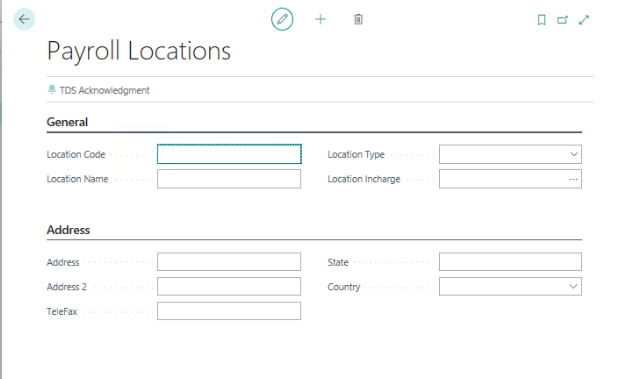 Payroll Locations
TDS Acknowledgment
General
Location Code
Location Type
Location Name
Location Incharge
Address
Address
State
Address 2
Country
TeleFax